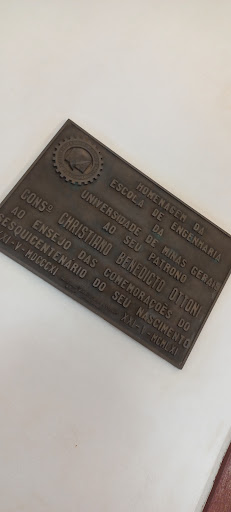 HOMENAGEM DA
ESCOLA DE ENGENHARIA
DA
UNIVERSIDADE DE MINAS GERAIS
AO SEU PATRONO
CONSº CHRISTIANO BENEDICTO OTTONI
AO ENSEJO DAS COMEMORAÇÕES DO
SESQUICENTENÁRIO DO SEU NASCIMENTO